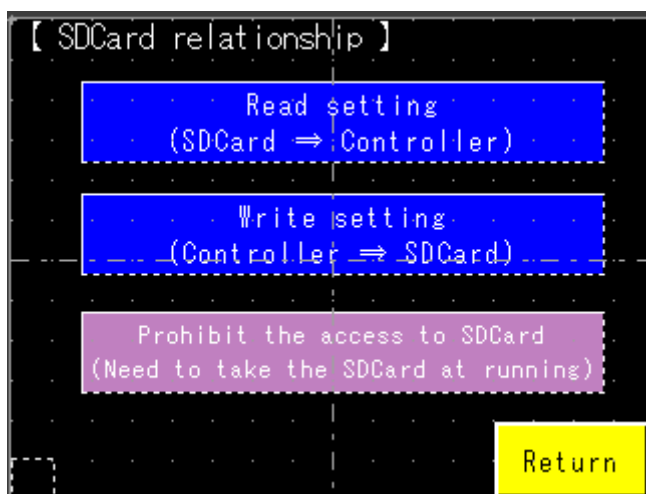 【 SDCard relationship 】
Read setting
(SDCard ⇒ Controller)
Write setting
(Controller ⇒ SDCard)
Prohibit the access to SDCard
(Need to take the SDCard at running)
Return